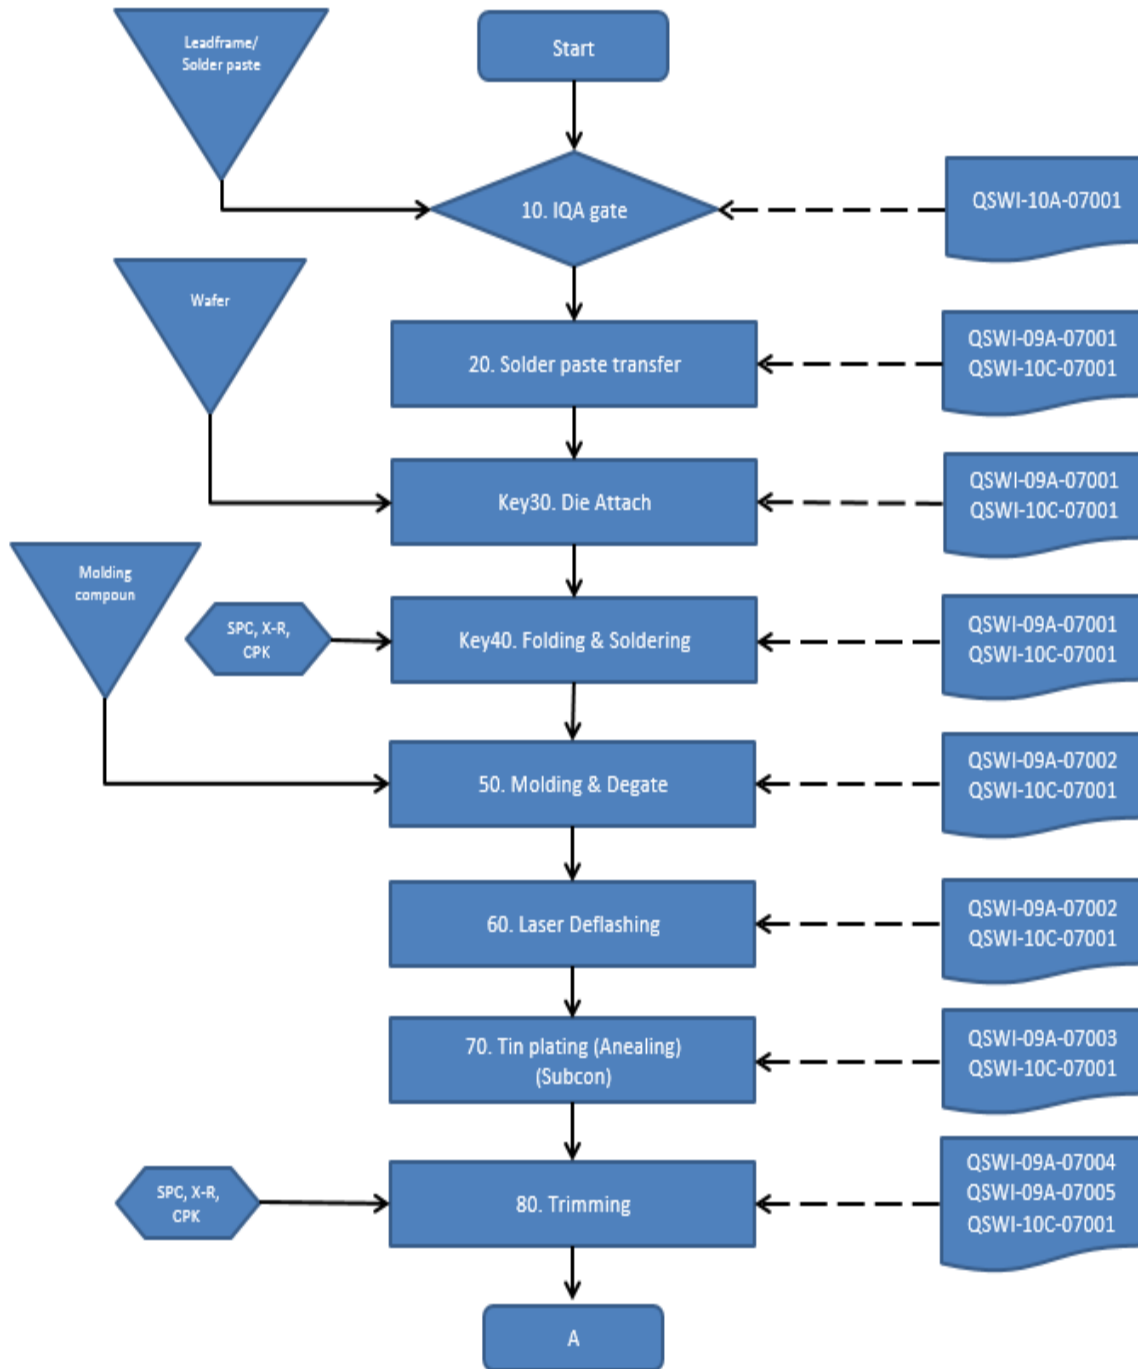 Leadframe/
Solder paste
Start
10. IQA gate
QSWI-10A-07001
Wafer
20. Solder paste transfer
QSWI-09A-07001
QSWI-10C-07001
Key30. Die Attach
QSWI-09A-07001
QSWI-10C-07001
Molding
compoun
SPC, X-R,
CPK
Key40. Folding & Soldering
QSWI-09A-07001
QSWI-10C-07001
50. Molding & Degate
QSWI-09A-07002
QSWI-10C-07001
60. Laser Deflashing
QSWI-09A-07002
QSWI-10C-07001
70. Tin plating (Anealing)
(Subcon)
QSWI-09A-07003
QSWI-10C-07001
SPC, X-R,
CPK
80. Trimming
QSWI-09A-07004
QSWI-09A-07005
QSWI-10C-07001
A